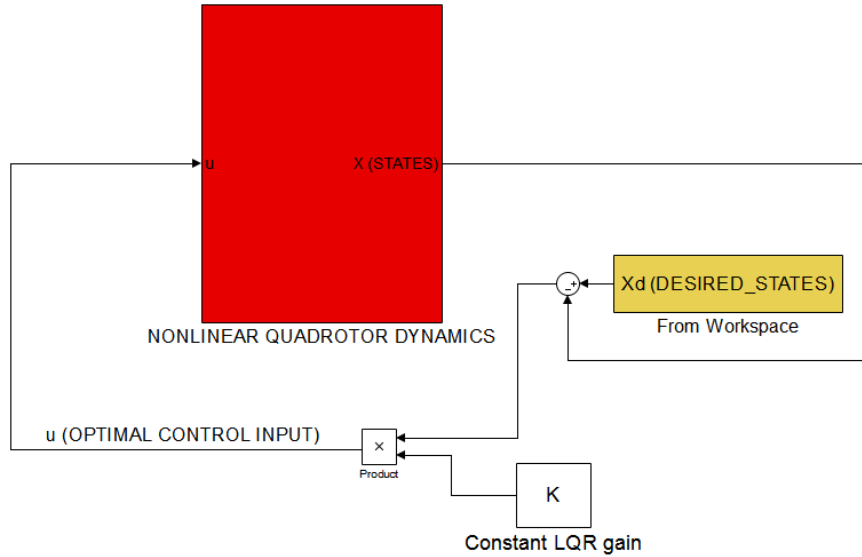 u
X (STATES)
NONLINEAR QUADROTOR DYNAMICS
- +
Xd (DESIRED_STATES)
From Workspace
u (OPTIMAL CONTROL INPUT)
×
Product
K
Constant LQR gain